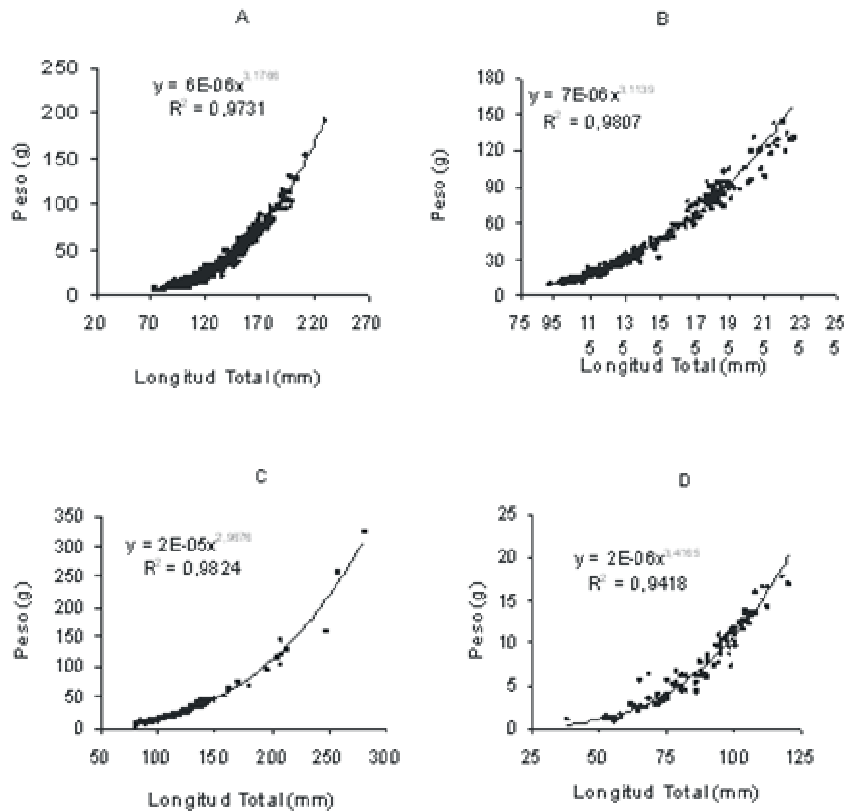 A
250
200
150
100
50
0
y = 6E-06x^3,1766
R² = 0,9731
Peso (g)
20 70 120 170 220 270
Longitud Total (mm)
B
180
150
120
90
60
30
0
y = 7E-06x^3,1139
R² = 0,9807
Peso (g)
75 95 11 13 15 17 19 21 23 25
5 5 5 5 5 5 5 5
Longitud Total (mm)
C
350
300
250
200
150
100
50
0
y = 2E-05x
R² = 0,9824
Peso (g)
50 100 150 200 250 300
Longitud Total (mm)
D
25
20
15
10
5
0
y = 2E-06x
R² = 0,9418
Peso (g)
25 50 75 100 125
Longitud Total (mm)